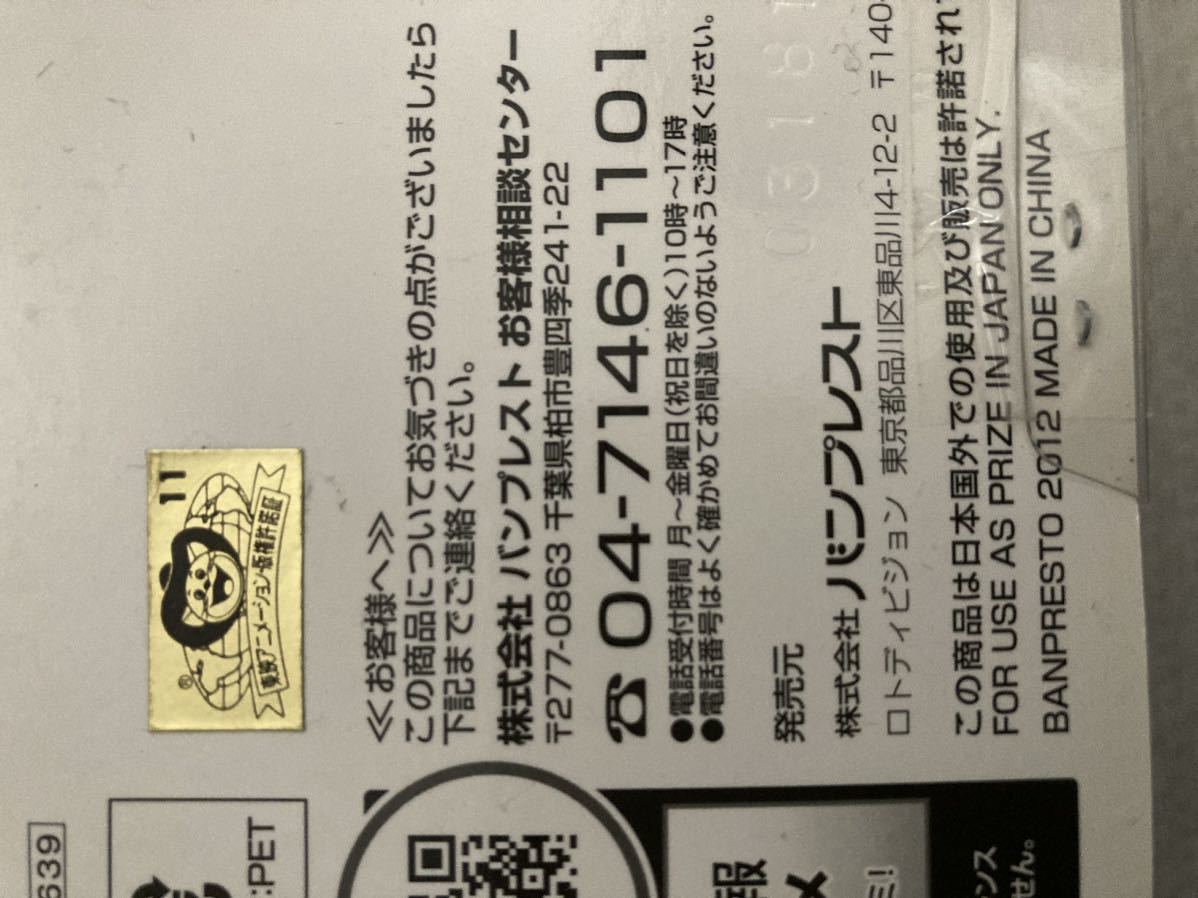 11
®
東映アニメーション・版権許諾証
≪お客様へ≫
この商品についてお気づきの点がございましたら
下記までご連絡ください。
株式会社 バンプレスト お客様相談センター
〒277-0863 千葉県柏市豊四季241-22
☎04-7146-1101
●電話受付時間 月～金曜日(祝日を除く)10時～17時
●電話番号はよく確かめてお間違いのないようご注意ください。
発売元
株式会社 バンプレスト
ロトディビジョン 東京都品川区東品川4-12-2 〒140-
この商品は日本国外での使用及び販売は許諾され
FOR USE AS PRIZE IN JAPAN ONLY.
BANPRESTO 2012 MADE IN CHINA
639
:PET
報
メ
ミ!
ンス
せん。